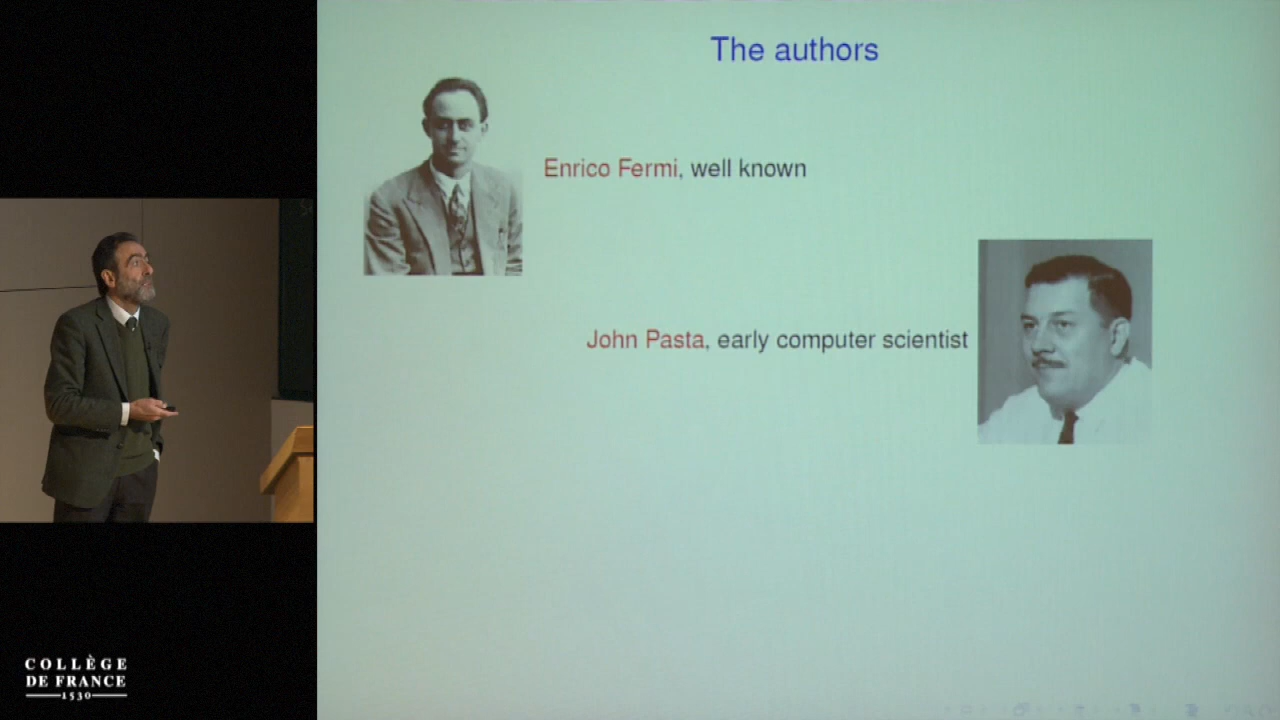 The authors
Enrico Fermi, well known
John Pasta, early computer scientist
COLLÈGE
DE FRANCE
1530